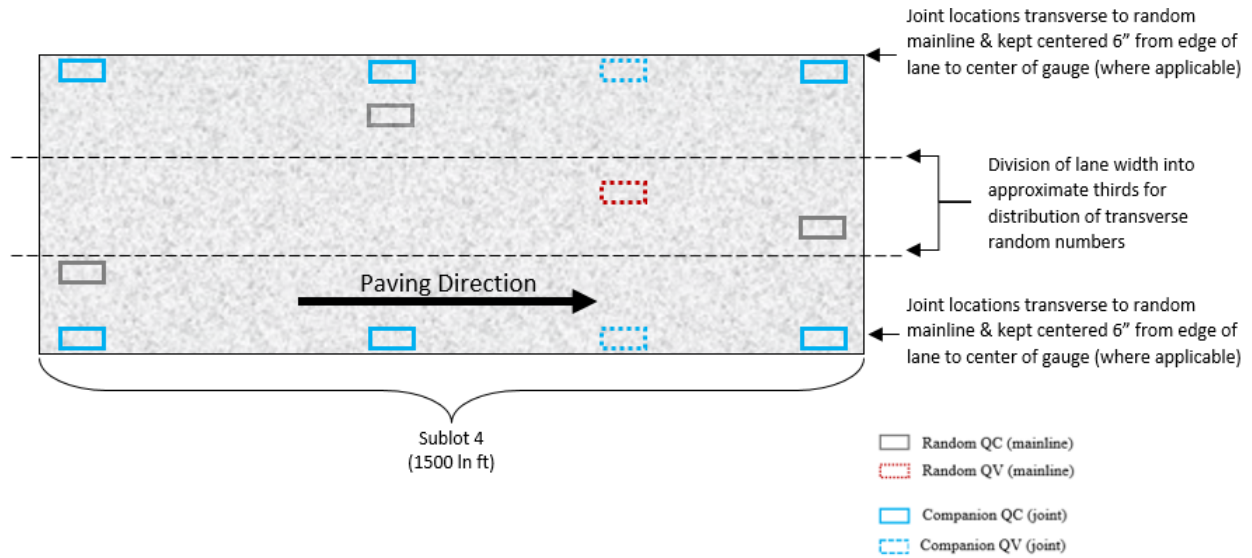 Joint locations transverse to random
mainline & kept centered 6” from edge of
lane to center of gauge (where applicable)
Division of lane width into
approximate thirds for
distribution of transverse
random numbers
Paving Direction
Joint locations transverse to random
mainline & kept centered 6” from edge of
lane to center of gauge (where applicable)
Sublot 4
(1500 ln ft)
Random QC (mainline)
Random QV (mainline)
Companion QC (joint)
Companion QV (joint)